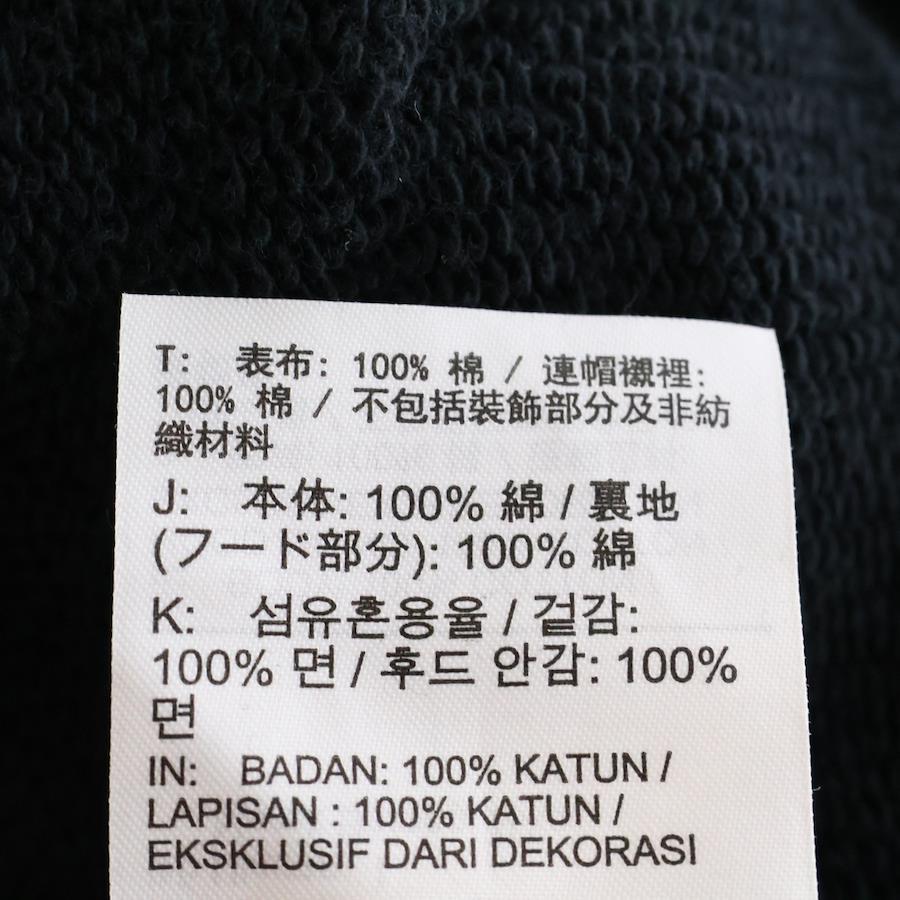 T: 表布: 100% 棉 / 連帽襯裡:
100% 棉 / 不包括裝飾部分及非紡
織材料
J: 本体: 100% 綿 / 裏地
(フード部分): 100% 綿
K: 섬유혼용율 / 겉감:
100% 면 / 후드 안감: 100%
면
IN: BADAN: 100% KATUN /
LAPISAN : 100% KATUN /
EKSKLUSIF DARI DEKORASI